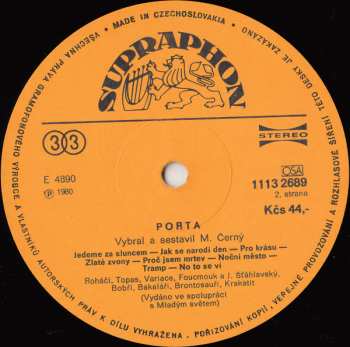 MADE IN CZECHOSLOVAKIA • VŠECHNA PRÁVA GRAMOFONOVÉHO VÝROBCE A VLASTNÍKŮ AUTORSKÝCH PRÁV K DÍLU VYHRAŽENA. POŘIZOVÁNÍ KOPIÍ, VEŘEJNÉ PROVOZOVÁNÍ A ROZHLASOVÉ ŠÍŘENÍ TÉTO DESKY JE ZAKÁZÁNO •
SUPRAPHON
33
STEREO
E 4890
℗ 1980
OSA
1113 2689
2. strana
Kčs 44,-
PORTA
Vybral a sestavil M. Černý
Jedeme za sluncem — Jak se narodí den — Pro krásu —
Zlaté zvony — Proč jsem mrtev — Noční město —
Tramp — No to se ví
Roháči, Topas, Variace, Foucmouk a J. Šťáhlavský,
Bobři, Bakaláři, Brontosauři, Krakatit
(Vydáno ve spolupráci
s Mladým světem)